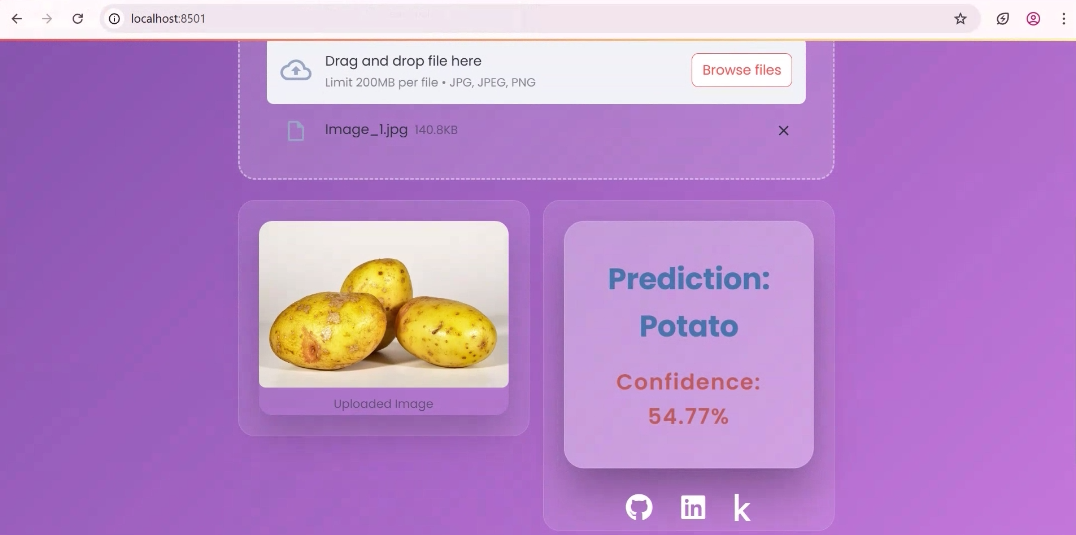 localhost:8501
Drag and drop file here
Limit 200MB per file • JPG, JPEG, PNG
Browse files
Image_1.jpg 140.8KB
Uploaded Image
Prediction:
Potato
Confidence:
54.77%